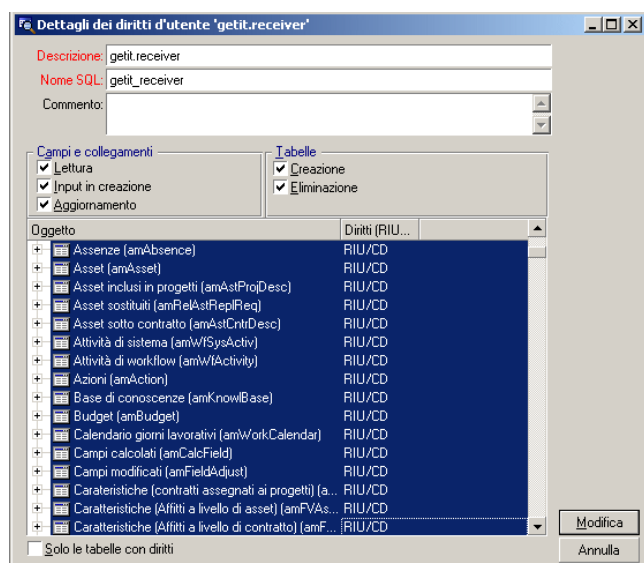 Dettagli dei diritti d'utente 'getit.receiver'
Descrizione: getit.receiver
Nome SQL: getit_receiver
Commento:
Campi e collegamenti
Lettura
Input in creazione
Aggiornamento
Tabelle
Creazione
Eliminazione
Oggetto Diritti (RIU...
Assenze (amAbsence) RIU/CD
Asset (amAsset) RIU/CD
Asset inclusi in progetti (amAstProjDesc) RIU/CD
Asset sostituiti (amRelAstReplReq) RIU/CD
Asset sotto contratto (amAstCntrDesc) RIU/CD
Attività di sistema (amWfSysActiv) RIU/CD
Attività di workflow (amWfActivity) RIU/CD
Azioni (amAction) RIU/CD
Base di conoscenze (amKnowlBase) RIU/CD
Budget (amBudget) RIU/CD
Calendario giorni lavorativi (amWorkCalendar) RIU/CD
Campi calcolati (amCalcField) RIU/CD
Campi modificati (amFieldAdjust) RIU/CD
Carateristiche (contratti assegnati ai progetti) (a... RIU/CD
Caratteristiche (Affitti a livello di asset) (amFVAs... RIU/CD
Caratteristiche (Affitti a livello di contratto) (amF... RIU/CD
Solo le tabelle con diritti
Modifica
Annulla